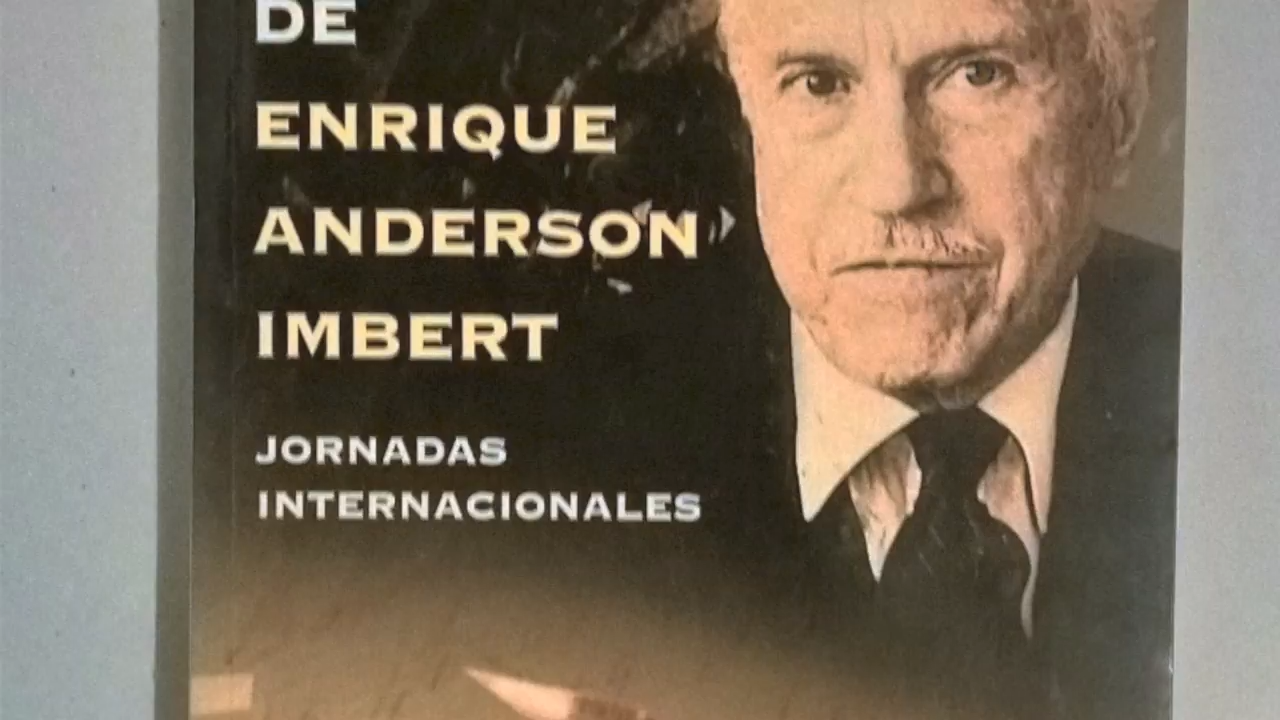 DE
ENRIQUE
ANDERSON
IMBERT
JORNADAS
INTERNACIONALES